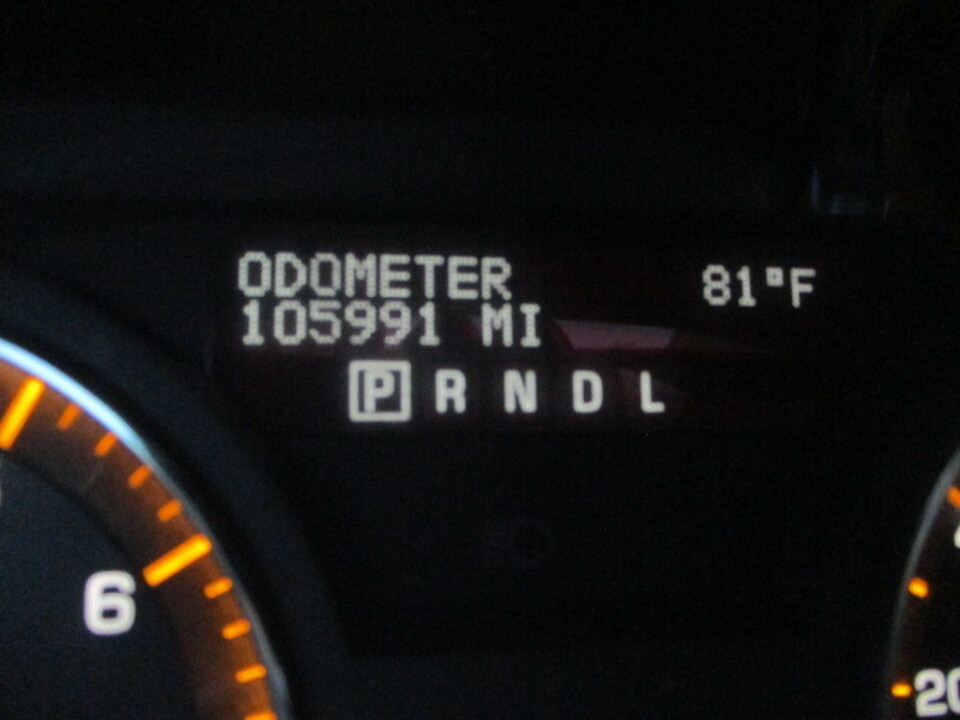 ODOMETER 81°F
105991 MI
P R N D L
6
20